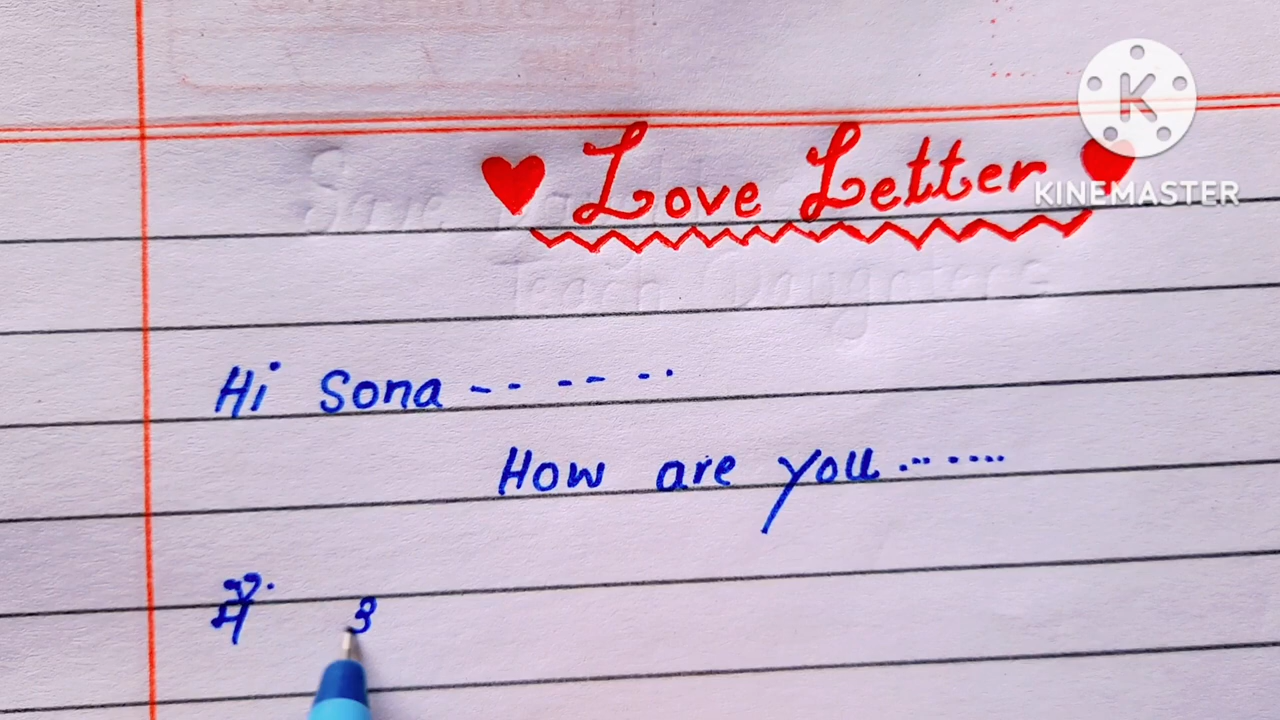 Love Letter
K
KINEMASTER
Hi Sona
How are you
मैं